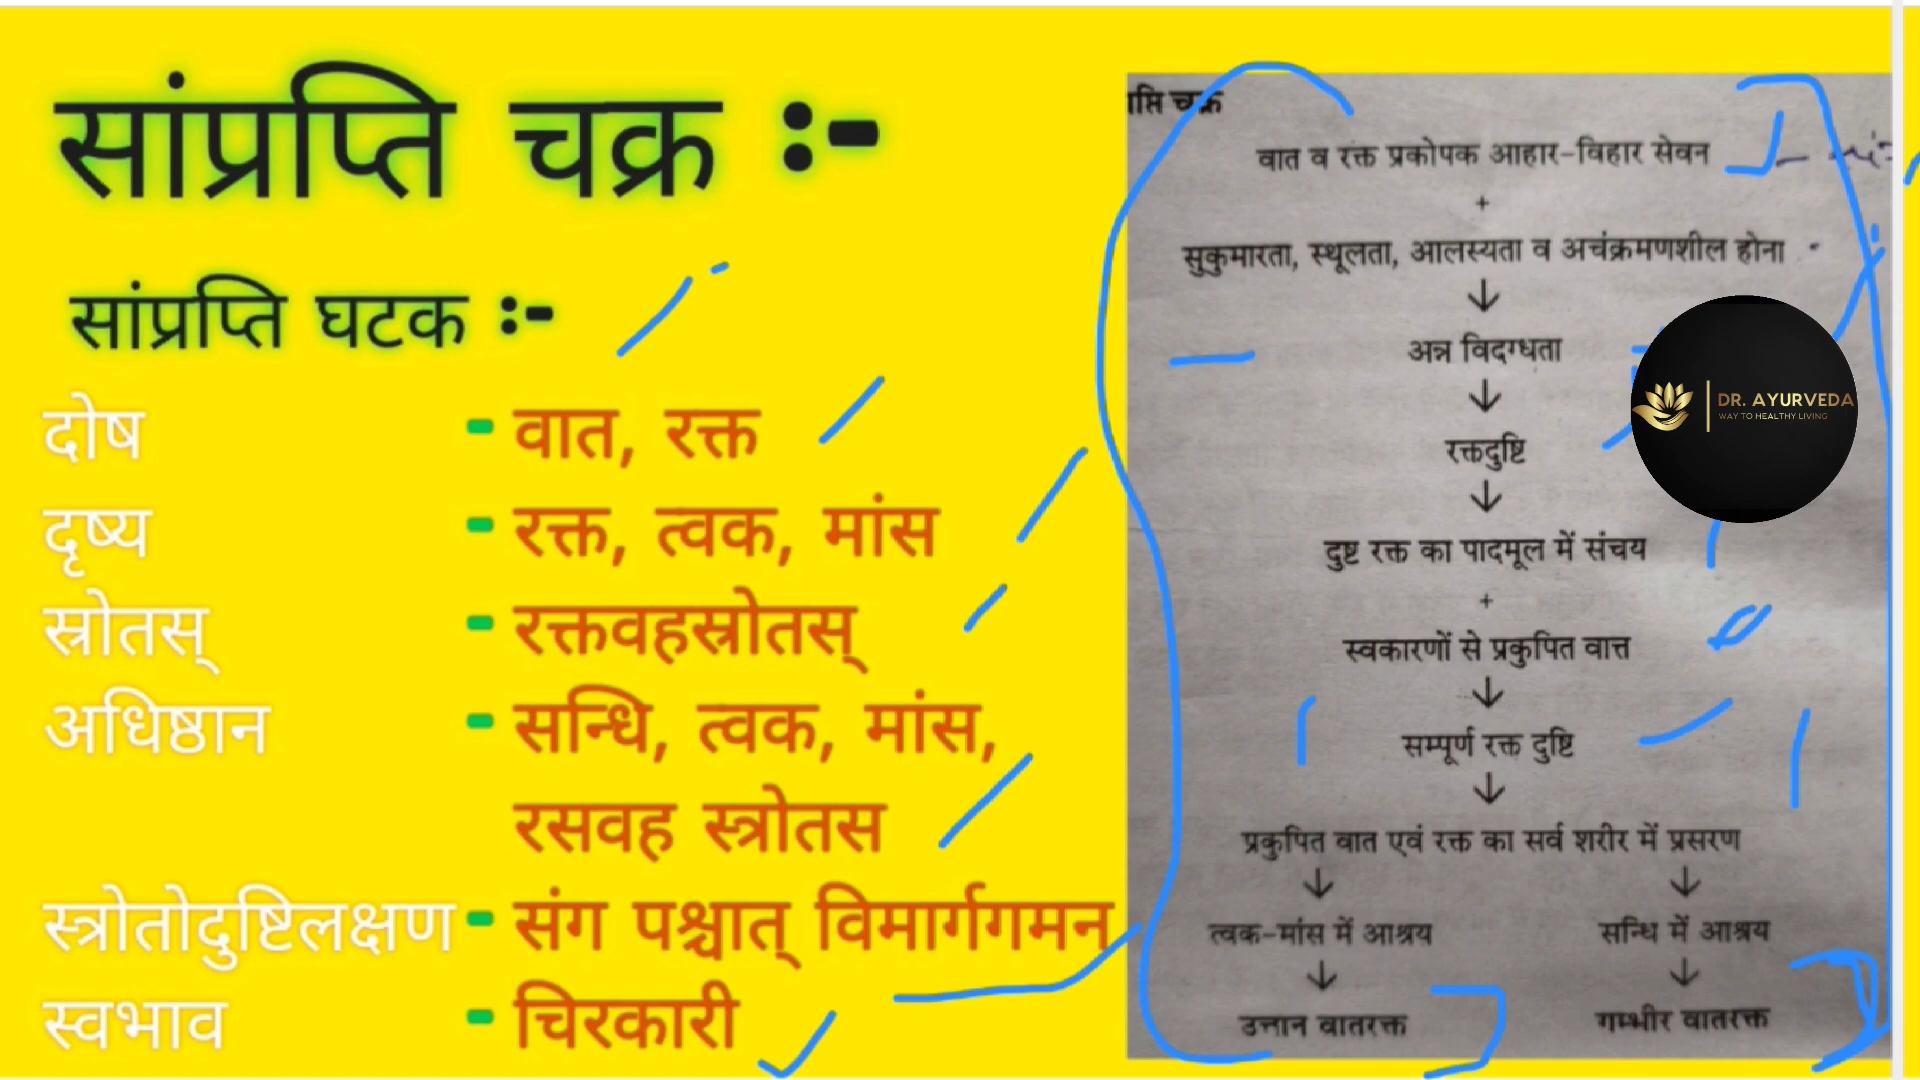 सांप्रप्ति चक्र :-
सांप्रप्ति घटक :-
दोष - वात, रक्त
दृष्य - रक्त, त्वक, मांस
स्रोतस् - रक्तवहस्रोतस्
अधिष्ठान - सन्धि, त्वक, मांस,
रसवह स्त्रोतस
स्त्रोतोदुष्टिलक्षण - संग पश्चात् विमार्गगमन
स्वभाव - चिरकारी
चक्र
वात व रक्त प्रकोपक आहार-विहार सेवन
+
सुकुमारता, स्थूलता, आलस्यता व अचंक्रमणशील होना
↓
अन्न विदग्धता
↓
रक्तदुष्टि
↓
दुष्ट रक्त का पादमूल में संचय
+
स्वकारणों से प्रकुपित वात्त
↓
सम्पूर्ण रक्त दुष्टि
↓
प्रकुपित वात एवं रक्त का सर्व शरीर में प्रसरण
↓ ↓
त्वक-मांस में आश्रय सन्धि में आश्रय
↓ ↓
उत्तान वातरक्त गम्भीर वातरक्त
DR. AYURVEDA
WAY TO HEALTHY LIVING